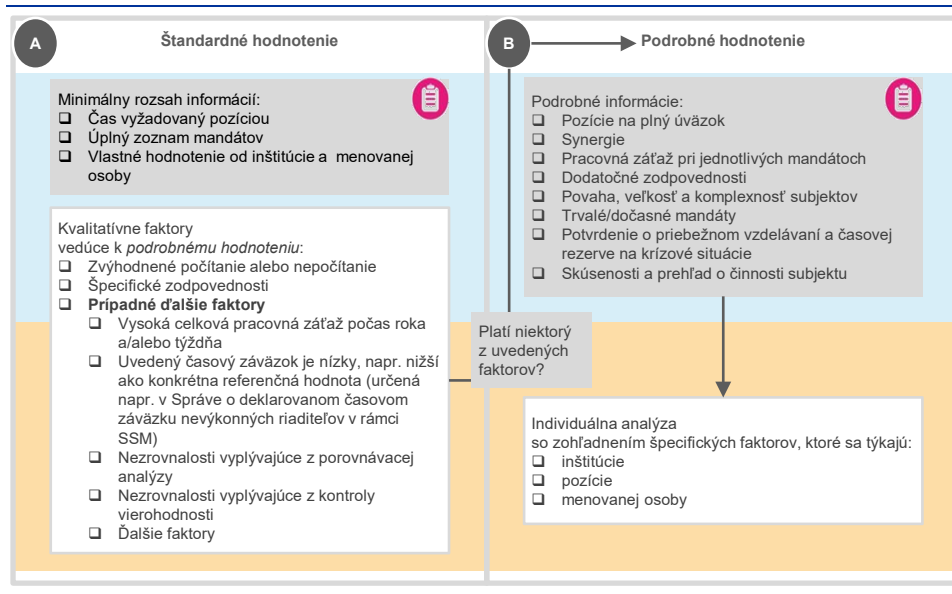 A
Štandardné hodnotenie
Minimálny rozsah informácií:
Čas vyžadovaný pozíciou
Úplný zoznam mandátov
Vlastné hodnotenie od inštitúcie a menovanej
osoby
Kvalitatívne faktory
vedúce k podrobnému hodnoteniu:
Zvýhodnené počítanie alebo nepočítanie
Špecifické zodpovednosti
Prípadné ďalšie faktory
Vysoká celková pracovná záťaž počas roka
a/alebo týždňa
Uvedený časový záväzok je nízky, napr. nižší
ako konkrétna referenčná hodnota (určená
napr. v Správe o deklarovanom časovom
záväzku nevýkonných riaditeľov v rámci
SSM)
Nezrovnalosti vyplývajúce z porovnávacej
analýzy
Nezrovnalosti vyplývajúce z kontroly
vierohodnosti
Ďalšie faktory
Platí niektorý
z uvedených
faktorov?
B
Podrobné hodnotenie
Podrobné informácie:
Pozície na plný úväzok
Synergie
Pracovná záťaž pri jednotlivých mandátoch
Dodatočné zodpovednosti
Povaha, veľkosť a komplexnosť subjektov
Trvalé/dočasné mandáty
Potvrdenie o priebežnom vzdelávaní a časovej
rezerve na krízové situácie
Skúsenosti a prehľad o činnosti subjektu
Individuálna analýza
so zohľadnením špecifických faktorov, ktoré sa týkajú:
inštitúcie
pozície
menovanej osoby